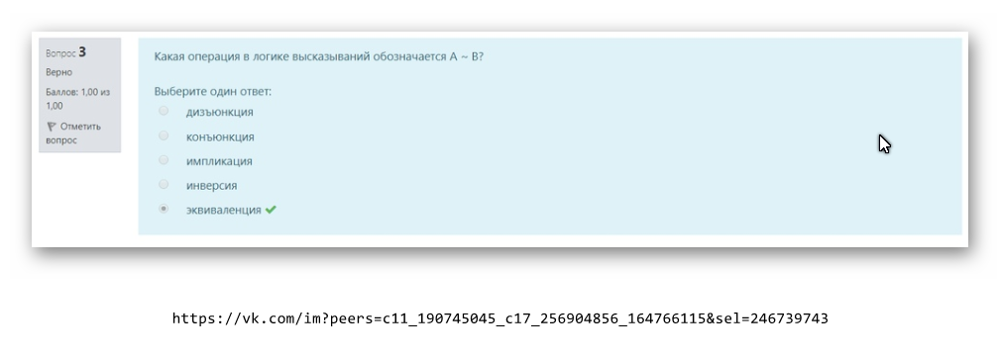 Вопрос 3
Верно
Баллов: 1,00 из
1,00
Отметить
вопрос
Какая операция в логике высказываний обозначается A ~ B?
Выберите один ответ:
дизъюнкция
конъюнкция
импликация
инверсия
эквиваленция
https://vk.com/im?peers=c11_190745045_c17_256904856_164766115&sel=246739743